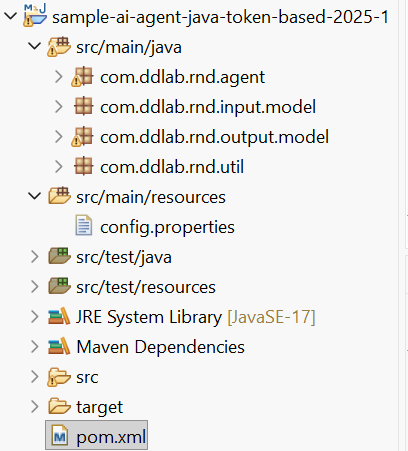 sample-ai-agent-java-token-based-2025-1
src/main/java
com.ddlab.rnd.agent
com.ddlab.rnd.input.model
com.ddlab.rnd.output.model
com.ddlab.rnd.util
src/main/resources
config.properties
src/test/java
src/test/resources
JRE System Library [JavaSE-17]
Maven Dependencies
src
target
pom.xml